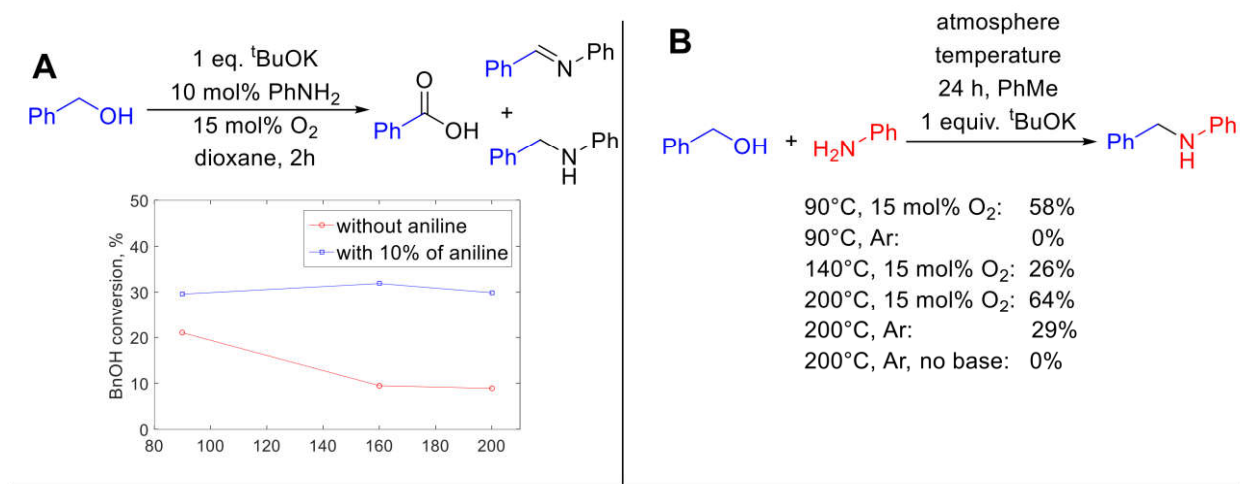 A
1 eq. ᵗBuOK
10 mol% PhNH₂
15 mol% O₂
dioxane, 2h
Ph
OH
Ph
O
OH
Ph
N
Ph
+
Ph
N
H
Ph
50
40
30
20
10
0
BnOH conversion, %
without aniline
with 10% of aniline
80
100
120
140
160
180
200
B
atmosphere
temperature
24 h, PhMe
1 equiv. ᵗBuOK
Ph
OH
+
H₂N
Ph
Ph
N
H
Ph
90°C, 15 mol% O₂: 58%
90°C, Ar: 0%
140°C, 15 mol% O₂: 26%
200°C, 15 mol% O₂: 64%
200°C, Ar: 29%
200°C, Ar, no base: 0%